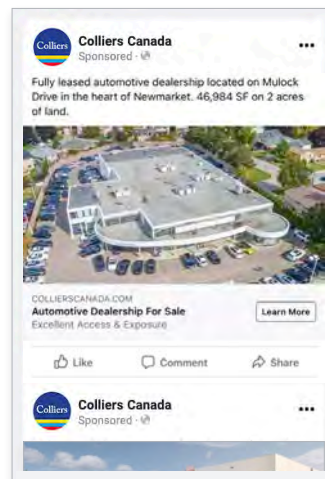 Colliers
Colliers Canada
Sponsored ·
Fully leased automotive dealership located on Mulock
Drive in the heart of Newmarket. 46,984 SF on 2 acres
of land.
COLLIERSCANADA.COM
Automotive Dealership For Sale
Excellent Access & Exposure
Learn More
Like
Comment
Share
Colliers
Colliers Canada
Sponsored ·